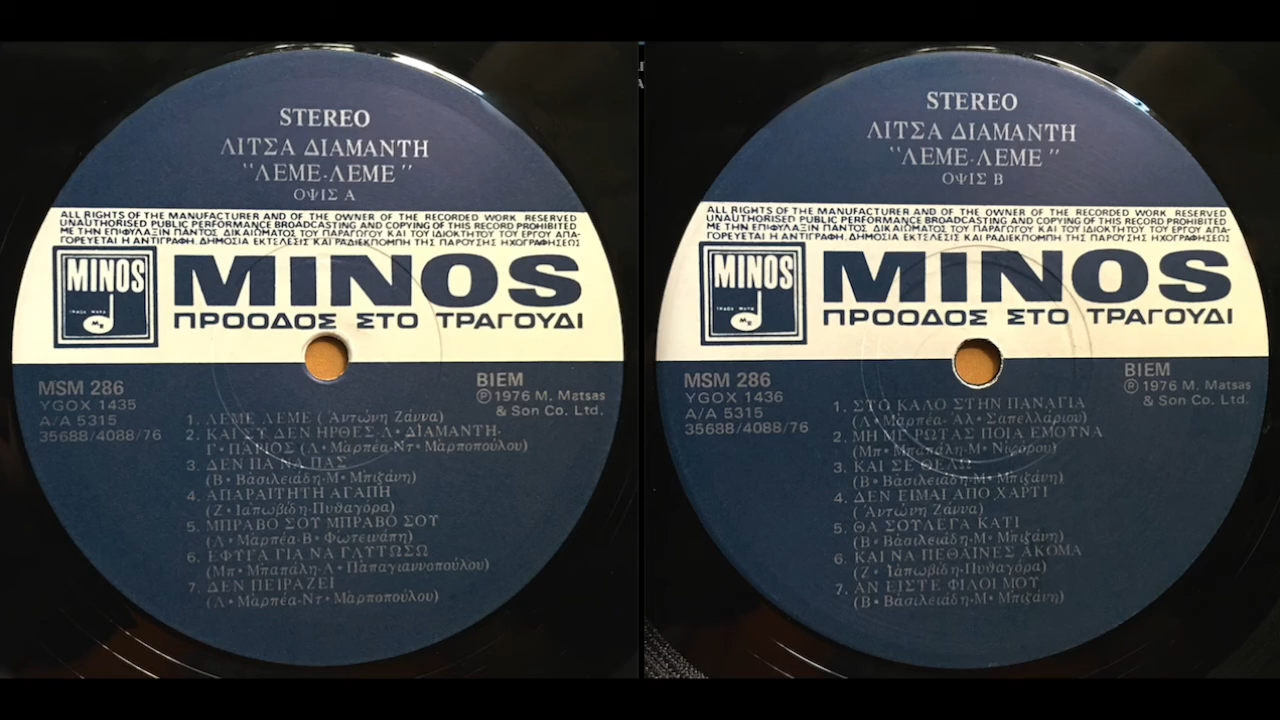 STEREO
ΛΙΤΣΑ ΔΙΑΜΑΝΤΗ
"ΛΕΜΕ-ΛΕΜΕ"
ΟΨΙΣ Α
ALL RIGHTS OF THE MANUFACTURER AND OF THE OWNER OF THE RECORDED WORK RESERVED
UNAUTHORISED PUBLIC PERFORMANCE BROADCASTING AND COPYING OF THIS RECORD PROHIBITED
ΜΕ ΤΗΝ ΕΠΙΦΥΛΑΞΙΝ ΠΑΝΤΟΣ ΔΙΚΑΙΩΜΑΤΟΣ ΤΟΥ ΠΑΡΑΓΩΓΟΥ ΚΑΙ ΤΟΥ ΙΔΙΟΚΤΗΤΟΥ ΤΟΥ ΕΡΓΟΥ ΑΠΑ-
ΓΟΡΕΥΕΤΑΙ Η ΑΝΤΙΓΡΑΦΗ, ΔΗΜΟΣΙΑ ΕΚΤΕΛΕΣΙΣ ΚΑΙ ΡΑΔΙΕΚΠΟΜΠΗ ΤΗΣ ΠΑΡΟΥΣΗΣ ΗΧΟΓΡΑΦΗΣΕΩΣ
MINOS
TRADE MARK
MINOS
ΠΡΟΟΔΟΣ ΣΤΟ ΤΡΑΓΟΥΔΙ
MSM 286
YGOX 1435
A/A 5315
35688/4088/76
BIEM
℗ 1976 M. Matsas
& Son Co. Ltd.
1. ΛΕΜΕ ΛΕΜΕ (Ἀντώνη Ζάννα)
2. ΚΑΙ ΣΥ ΔΕΝ ΗΡΘΕΣ Λ• ΔΙΑΜΑΝΤΗ-
Γ• ΠΑΡΙΟΣ (Λ• Μαρπέα-Ντ• Μαρποπούλου)
3. ΔΕΝ ΠΑ ΝΑ ΠΑΣ
(Β• Βασιλειάδη-Μ• Μπιζάνη)
4. ΑΠΑΡΑΙΤΗΤΗ ΑΓΑΠΗ
(Ζ• Ἰαπωβίδη-Πυθαγόρα)
5. ΜΠΡΑΒΟ ΣΟΥ ΜΠΡΑΒΟ ΣΟΥ
(Λ• Μαρπέα-Β• Φωτεινάπη)
6. ΕΦΥΓΑ ΓΙΑ ΝΑ ΓΛΥΤΩΣΩ
(Μπ• Μπαπάλη-Λ• Παπαγιαννοπούλου)
7. ΔΕΝ ΠΕΙΡΑΖΕΙ
(Λ• Μαρπέα-Ντ• Μαρποπούλου)
STEREO
ΛΙΤΣΑ ΔΙΑΜΑΝΤΗ
"ΛΕΜΕ-ΛΕΜΕ"
ΟΨΙΣ Β
ALL RIGHTS OF THE MANUFACTURER AND OF THE OWNER OF THE RECORDED WORK RESERVED
UNAUTHORISED PUBLIC PERFORMANCE BROADCASTING AND COPYING OF THIS RECORD PROHIBITED
ΜΕ ΤΗΝ ΕΠΙΦΥΛΑΞΙΝ ΠΑΝΤΟΣ ΔΙΚΑΙΩΜΑΤΟΣ ΤΟΥ ΠΑΡΑΓΩΓΟΥ ΚΑΙ ΤΟΥ ΙΔΙΟΚΤΗΤΟΥ ΤΟΥ ΕΡΓΟΥ ΑΠΑ-
ΓΟΡΕΥΕΤΑΙ Η ΑΝΤΙΓΡΑΦΗ, ΔΗΜΟΣΙΑ ΕΚΤΕΛΕΣΙΣ ΚΑΙ ΡΑΔΙΕΚΠΟΜΠΗ ΤΗΣ ΠΑΡΟΥΣΗΣ ΗΧΟΓΡΑΦΗΣΕΩΣ
MINOS
TRADE MARK
MINOS
ΠΡΟΟΔΟΣ ΣΤΟ ΤΡΑΓΟΥΔΙ
MSM 286
YGOX 1436
A/A 5315
35688/4088/76
BIEM
℗ 1976 M. Matsas
& Son Co. Ltd.
1. ΣΤΟ ΚΑΛΟ ΣΤΗΝ ΠΑΝΑΓΙΑ
(Λ• Μαρπέα- Ἀλ• Σαπελλάριου)
2. ΜΗ ΜΕ ΡΩΤΑΣ ΠΟΙΑ ΕΜΟΥΝΑ
(Μπ• Μπαπάλη-Μ•
3. ΚΑΙ ΣΕ ΘΕΛΩ
(Β• Βασιλειάδη-Μ• Μπιζάνη)
4. ΔΕΝ ΕΙΜΑΙ ΑΠΟ ΧΑΡΤΙ
(Ἀντώνη Ζάννα)
5. ΘΑ ΣΟΥΛΕΓΑ ΚΑΤΙ
(Β• Βασιλειάδη-Μ• Μπιζάνη)
6. ΚΑΙ ΝΑ ΠΕΘΑΙΝΕΣ ΑΚΟΜΑ
(Ζ• Ἰαπωβίδη-Πυθαγόρα)
7. ΑΝ ΕΙΣΤΕ ΦΙΛΟΙ ΜΟΥ
(Β• Βασιλειάδη-Μ• Μπιζάνη)